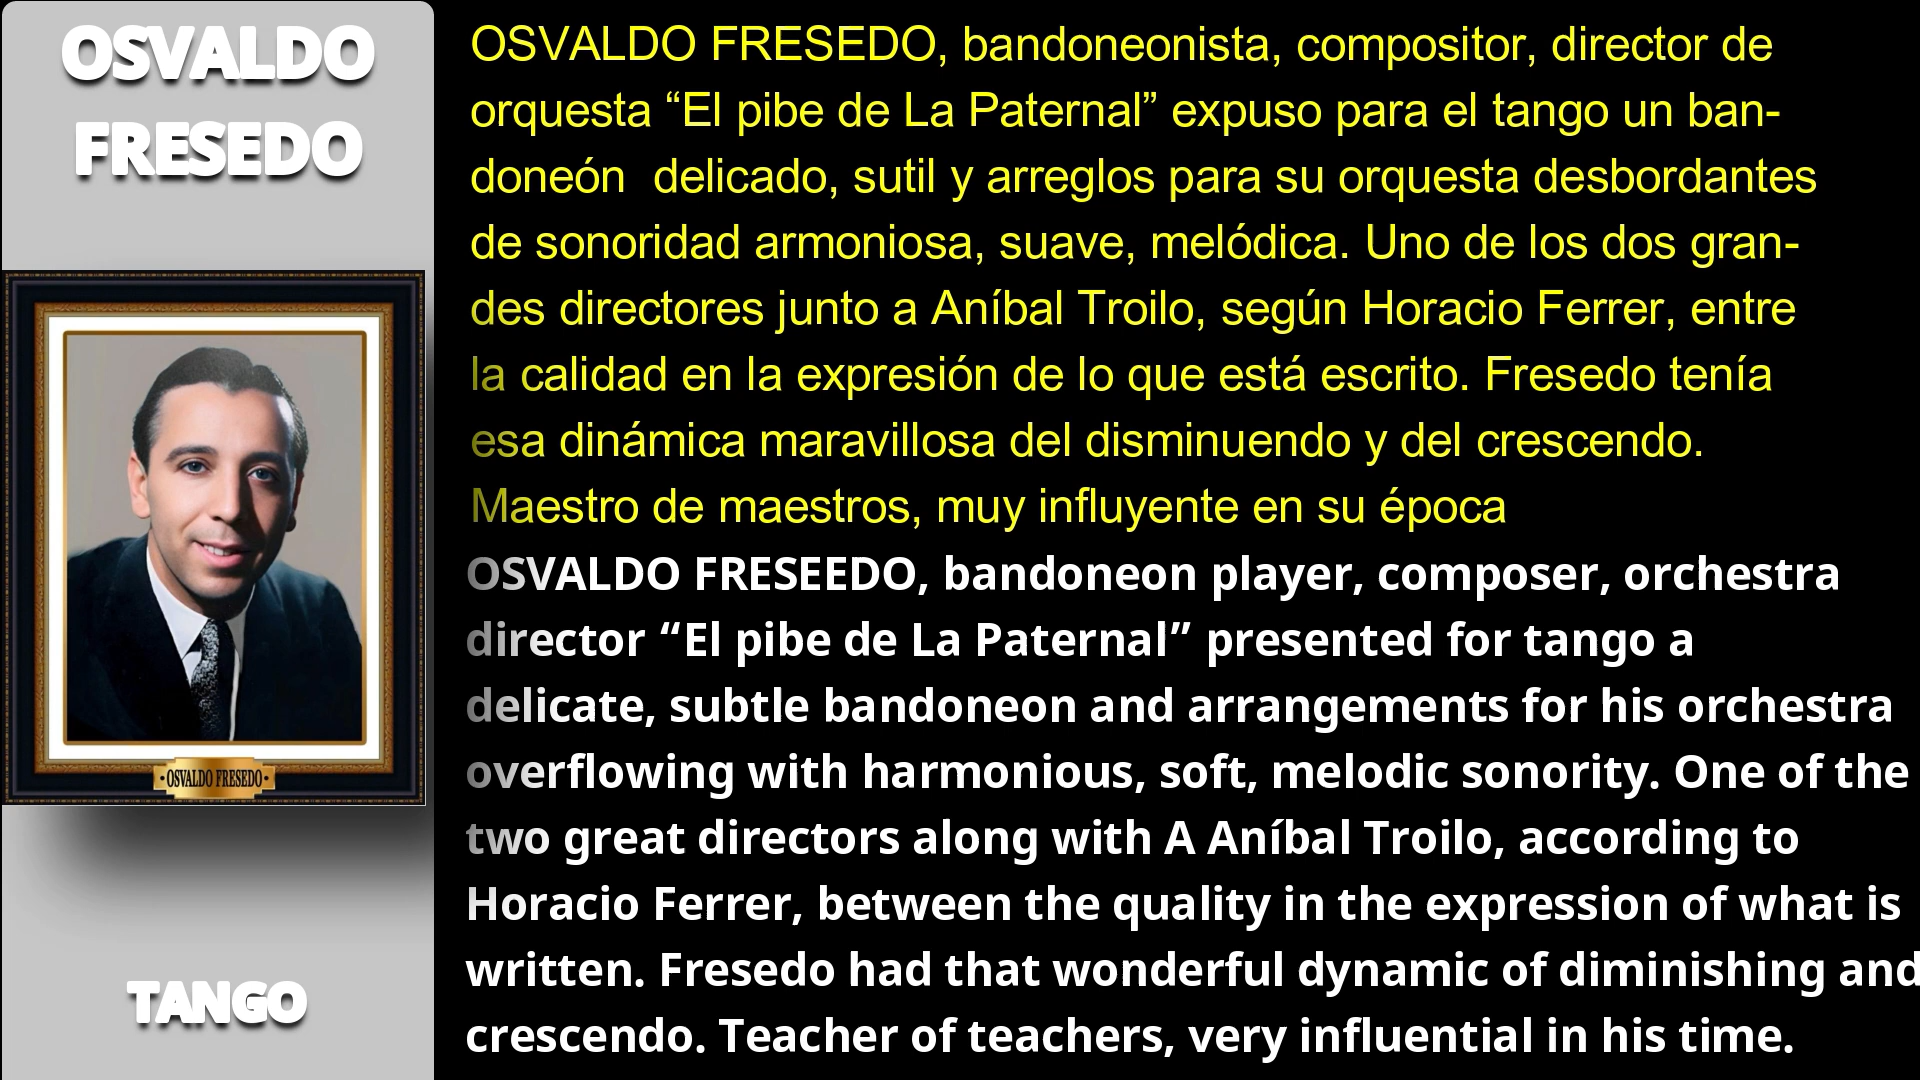 OSVALDO
FRESEDO
OSVALDO FRESEDO
TANGO
OSVALDO FRESEDO, bandoneonista, compositor, director de
orquesta “El pibe de La Paternal” expuso para el tango un ban-
doneón  delicado, sutil y arreglos para su orquesta desbordantes
de sonoridad armoniosa, suave, melódica. Uno de los dos gran-
des directores junto a Aníbal Troilo, según Horacio Ferrer, entre
la calidad en la expresión de lo que está escrito. Fresedo tenía
esa dinámica maravillosa del disminuendo y del crescendo.
Maestro de maestros, muy influyente en su época
OSVALDO FRESEEDO, bandoneon player, composer, orchestra
director “El pibe de La Paternal” presented for tango a
delicate, subtle bandoneon and arrangements for his orchestra
overflowing with harmonious, soft, melodic sonority. One of the
two great directors along with A Aníbal Troilo, according to
Horacio Ferrer, between the quality in the expression of what is
written. Fresedo had that wonderful dynamic of diminishing and
crescendo. Teacher of teachers, very influential in his time.